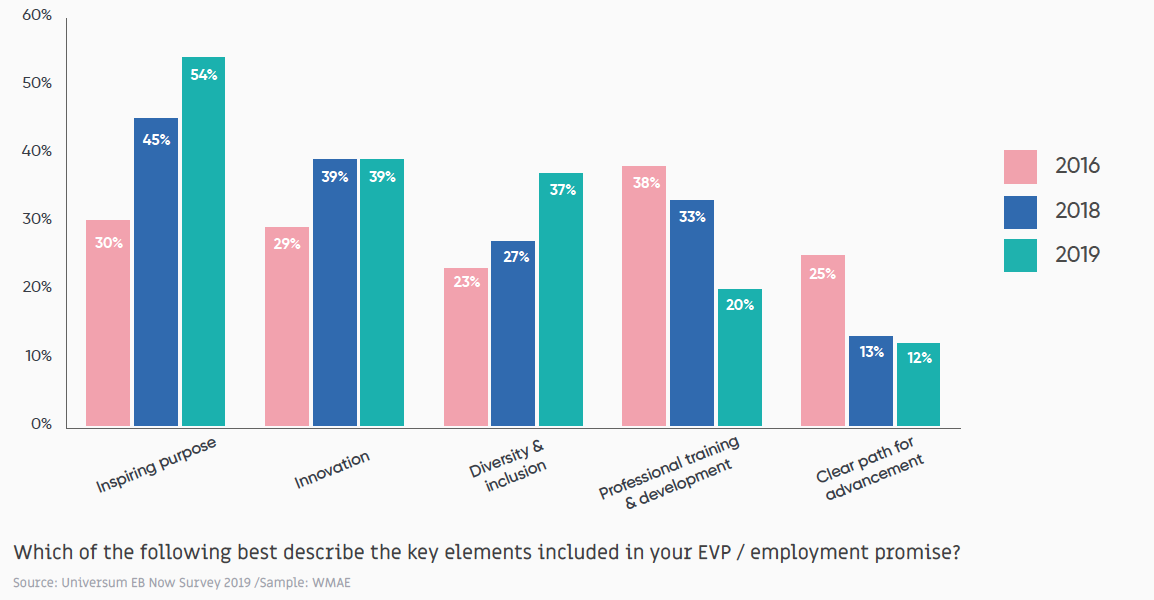 60%
50%
40%
30%
20%
10%
0%
30%
45%
54%
29%
39%
39%
23%
27%
37%
38%
33%
20%
25%
13%
12%
Inspiring purpose
Innovation
Diversity &
inclusion
Professional training
& development
Clear path for
advancement
2016
2018
2019
Which of the following best describe the key elements included in your EVP / employment promise?
Source: Universum EB Now Survey 2019 /Sample: WMAE